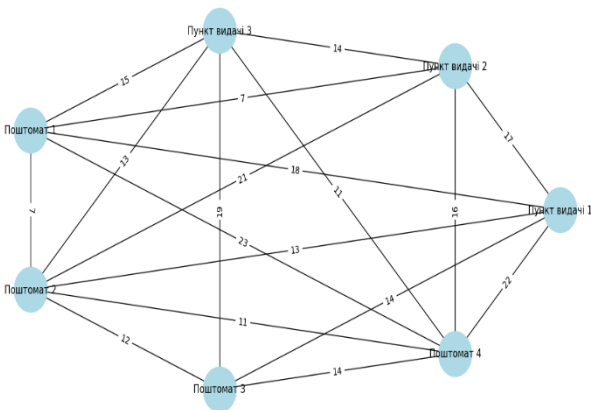 Пункт видачі 3
14
Пункт видачі 2
15
7
17
Поштомат 1
13
18
21
11
7
19
16
Пункт видачі 1
23
13
22
Поштомат 2
14
11
12
Поштомат 4
14
Поштомат 3